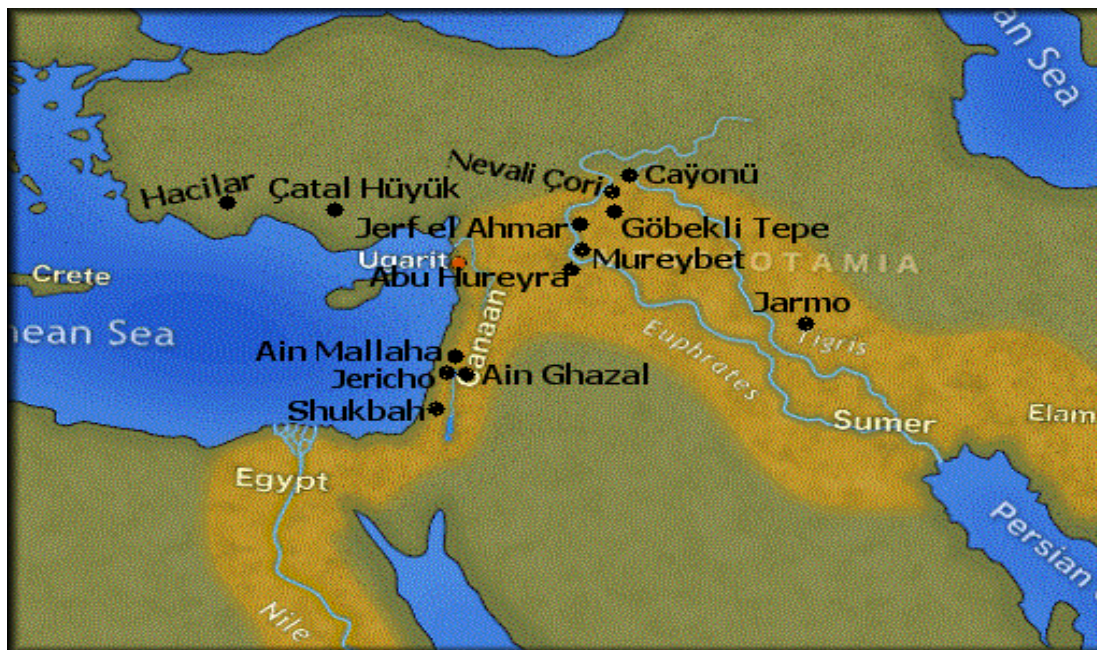 an Sea
Nevali Çori
Caÿonü
Hacilar
Çatal Hüyük
Jerf el Ahmar
Göbekli Tepe
Ugarit
Mureybet
OTAMIA
Crete
Abu Hureyra
Canaan
Jarmo
nean Sea
Euphrates
Tigris
Ain Mallaha
Jericho
Ain Ghazal
Shukbah
Sumer
Elam
Egypt
Persian
Nile